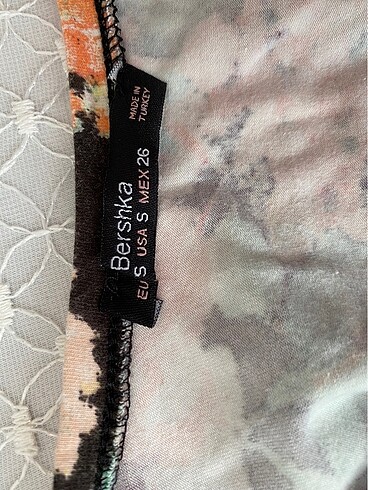 Bershka
EU S USA S MEX 26
MADE IN
TURKEY